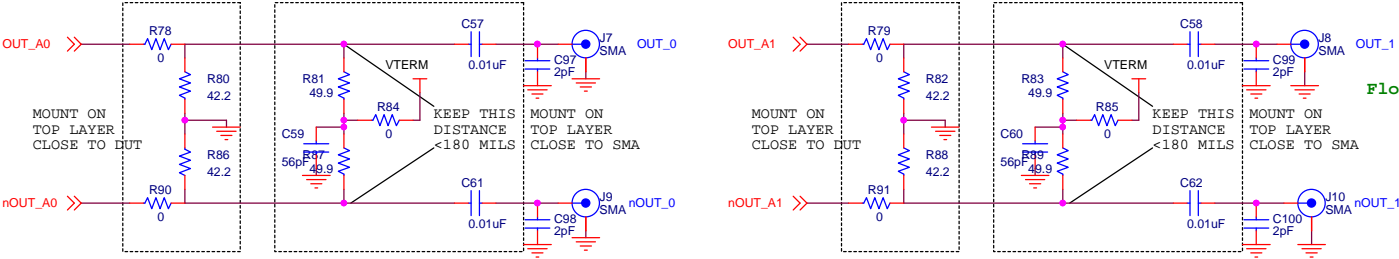 OUT_A0
R78
0
R80
42.2
MOUNT ON
TOP LAYER
CLOSE TO DUT
R86
42.2
nOUT_A0
R90
0
R81
49.9
VTERM
R84
0
C59
56pF
R87
49.9
KEEP THIS
DISTANCE
<180 MILS
C57
0.01uF
C61
0.01uF
MOUNT ON
TOP LAYER
CLOSE TO SMA
C97
2pF
J7
SMA
OUT_0
C98
2pF
J9
SMA
nOUT_0
OUT_A1
R79
0
R82
42.2
MOUNT ON
TOP LAYER
CLOSE TO DUT
R88
42.2
nOUT_A1
R91
0
R83
49.9
VTERM
R85
0
C60
56pF
R89
49.9
KEEP THIS
DISTANCE
<180 MILS
C58
0.01uF
C62
0.01uF
MOUNT ON
TOP LAYER
CLOSE TO SMA
C99
2pF
J8
SMA
OUT_1
C100
2pF
J10
SMA
nOUT_1
Flo